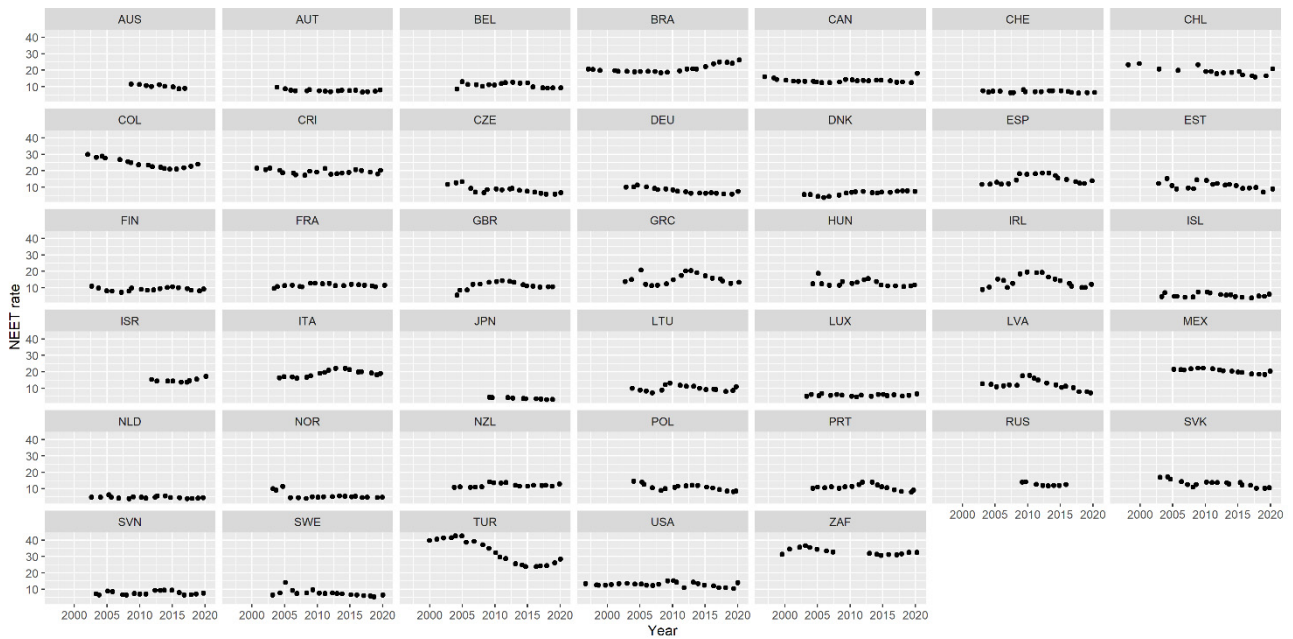 AUS AUT BEL BRA CAN CHE CHL
40
30
20
10
COL CRI CZE DEU DNK ESP EST
40
30
20
10
FIN FRA GBR GRC HUN IRL ISL
40
30
20
10
NEET rate
ISR ITA JPN LTU LUX LVA MEX
40
30
20
10
NLD NOR NZL POL PRT RUS SVK
40
30
20
10
2000 2005 2010 2015 2020 2000 2005 2010 2015 2020
SVN SWE TUR USA ZAF
40
30
20
10
2000 2005 2010 2015 2020 2000 2005 2010 2015 2020 2000 2005 2010 2015 2020 2000 2005 2010 2015 2020 2000 2005 2010 2015 2020
Year